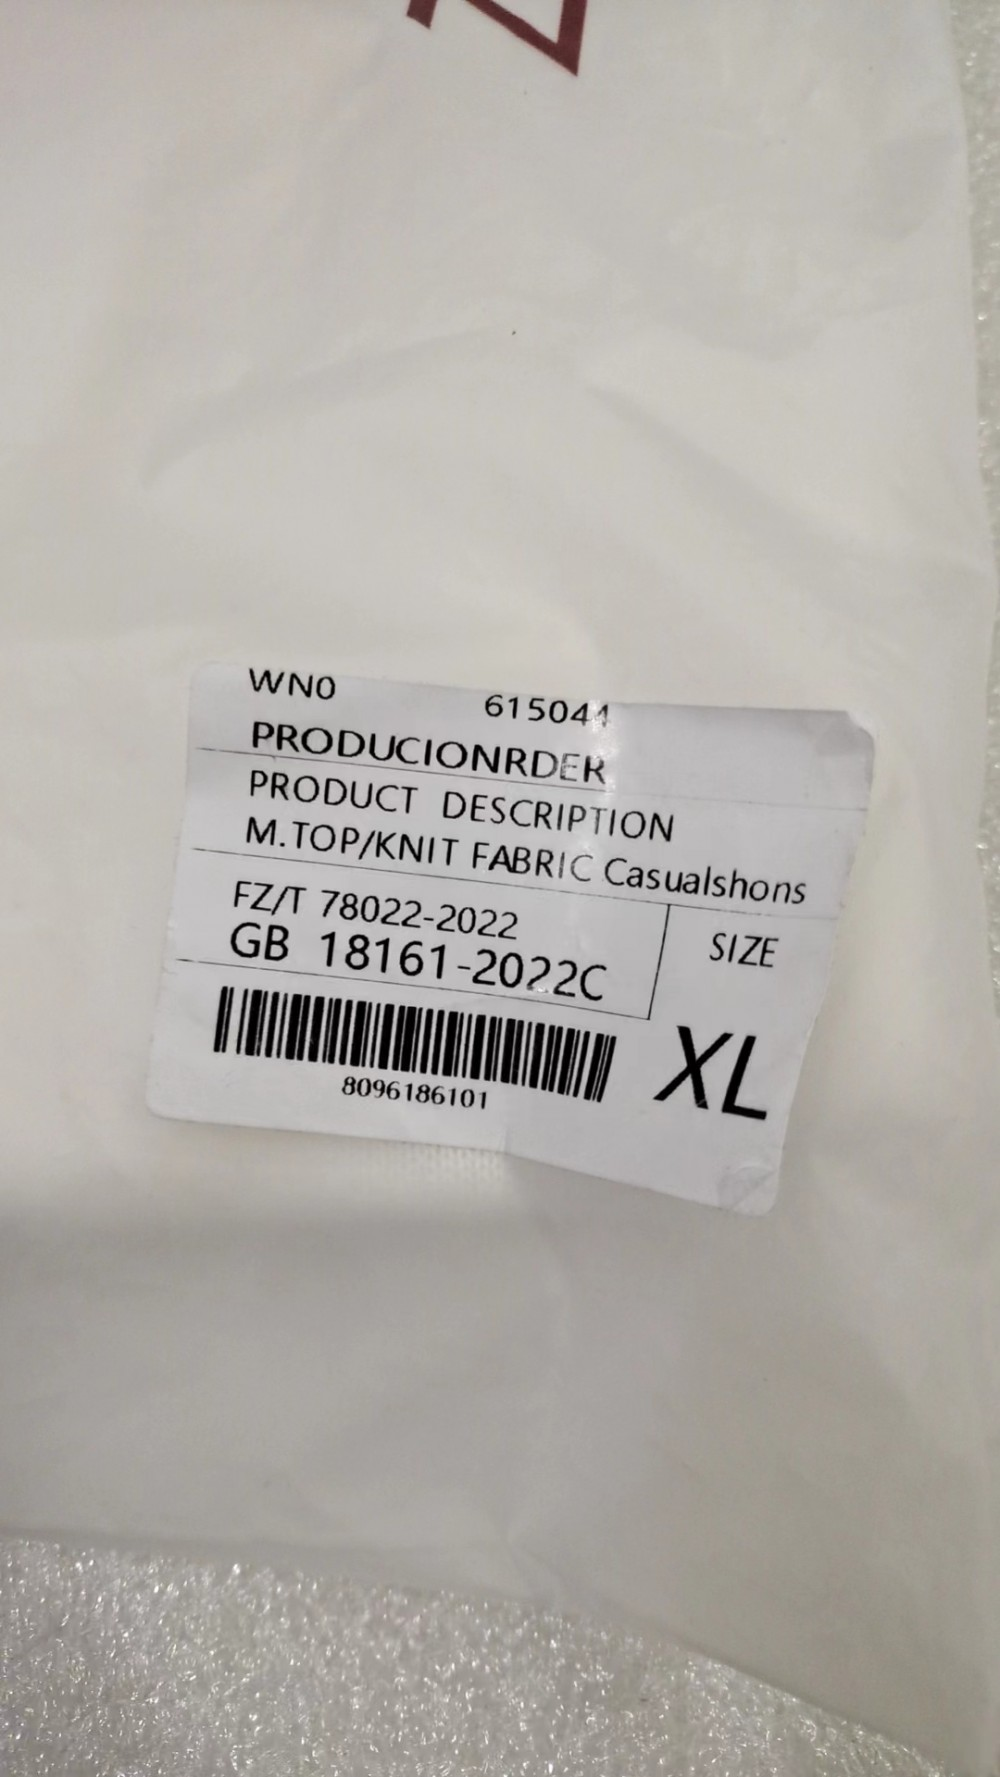 WN0 615044
PRODUCIONRDER
PRODUCT DESCRIPTION
M.TOP/KNIT FABRIC Casualshons
FZ/T 78022-2022
GB 18161-2022C
SIZE
XL
8096186101